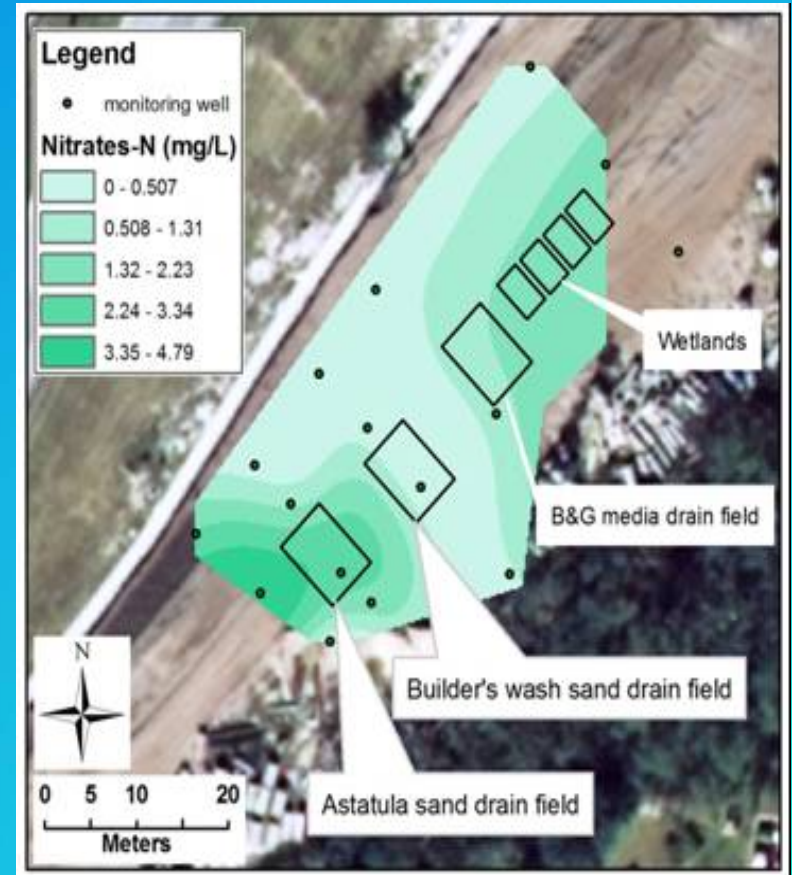 Legend
monitoring well
Nitrates-N (mg/L)
0 - 0.507
0.508 - 1.31
1.32 - 2.23
2.24 - 3.34
3.35 - 4.79
Wetlands
B&G media drain field
Builder's wash sand drain field
Astatula sand drain field
N
0 5 10 20
Meters